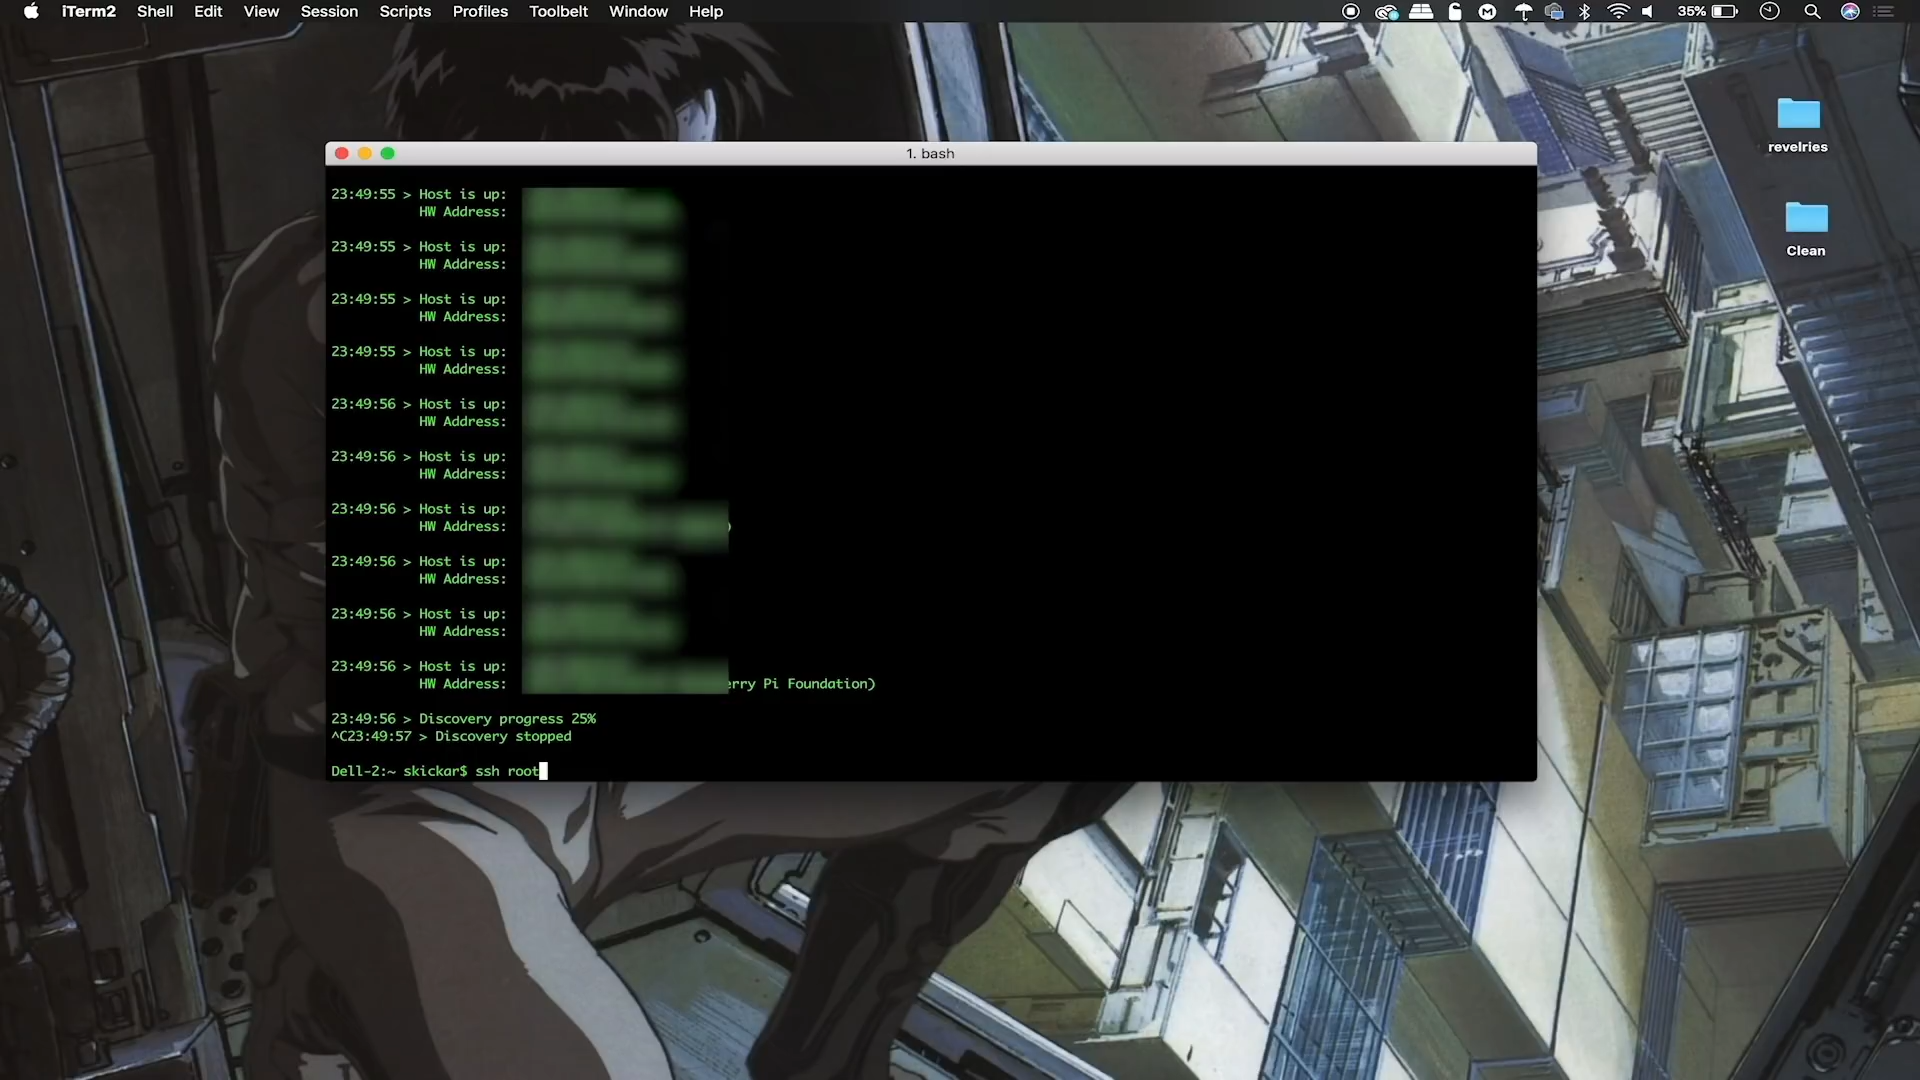 iTerm2 Shell Edit View Session Scripts Profiles Toolbelt Window Help 35%
revelries
Clean
1. bash
23:49:55 > Host is up:
HW Address:
23:49:55 > Host is up:
HW Address:
23:49:55 > Host is up:
HW Address:
23:49:55 > Host is up:
HW Address:
23:49:56 > Host is up:
HW Address:
23:49:56 > Host is up:
HW Address:
23:49:56 > Host is up:
HW Address: )
23:49:56 > Host is up:
HW Address:
23:49:56 > Host is up:
HW Address:
23:49:56 > Host is up:
HW Address: erry Pi Foundation)
23:49:56 > Discovery progress 25%
^C23:49:57 > Discovery stopped
Dell-2:~ skickar$ ssh root